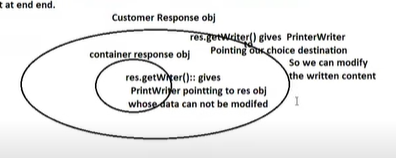 t at end end.
Customer Response obj
res.getWriter() gives PrinterWriter
to
Pointing our choice destination
container response obj
So we can modify
the written content
res.getWriter():: gives
PrintWriter pointting to res obj
whose data can not be modifed